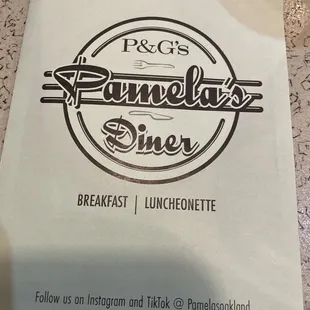 P&G's
Pamela's
Diner
BREAKFAST | LUNCHEONETTE
Follow us on Instagram and TikTok @ Pamelasoakland